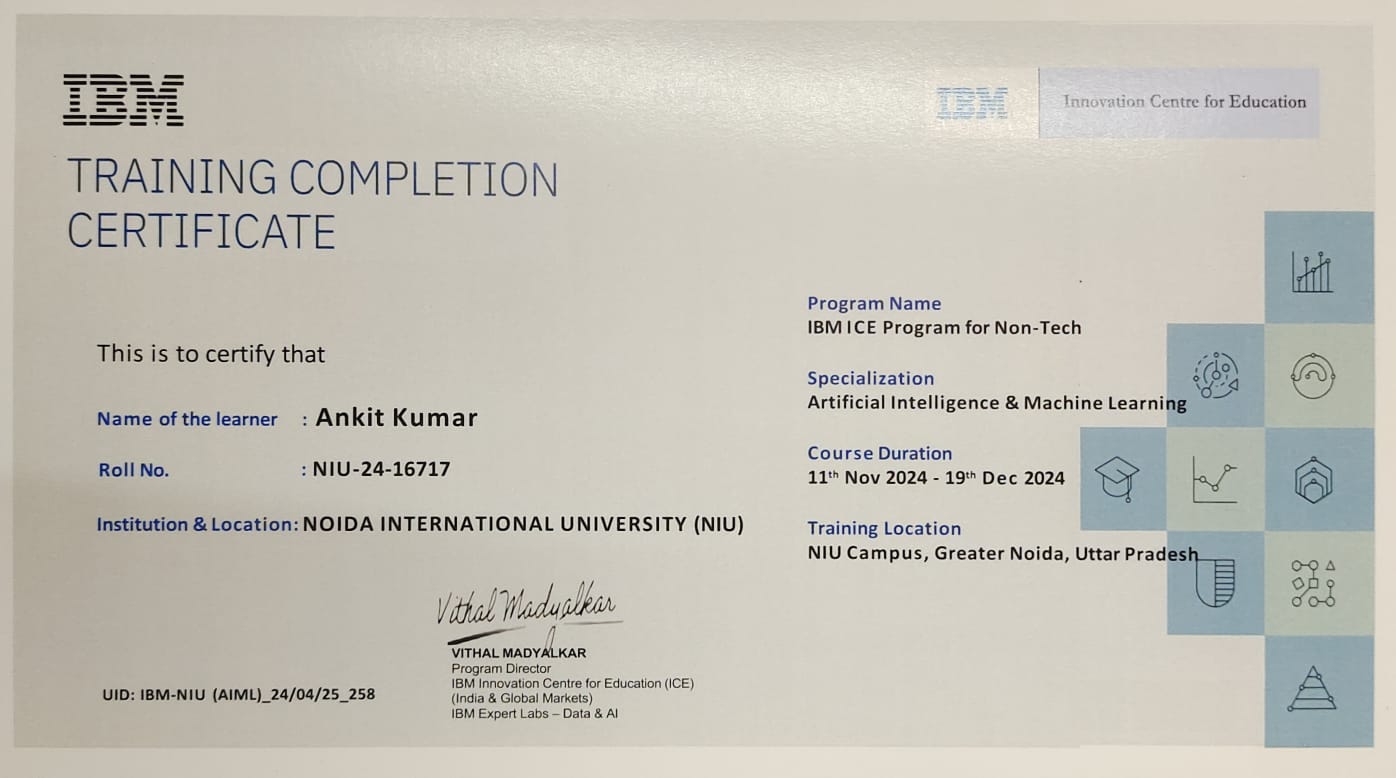 IBM
IBM Innovation Centre for Education
TRAINING COMPLETION
CERTIFICATE
This is to certify that
Name of the learner : Ankit Kumar
Roll No. : NIU-24-16717
Institution & Location: NOIDA INTERNATIONAL UNIVERSITY (NIU)
Program Name
IBM ICE Program for Non-Tech
Specialization
Artificial Intelligence & Machine Learning
Course Duration
11th Nov 2024 - 19th Dec 2024
Training Location
NIU Campus, Greater Noida, Uttar Pradesh
Vithal Madyalkar
VITHAL MADYALKAR
Program Director
IBM Innovation Centre for Education (ICE)
(India & Global Markets)
IBM Expert Labs – Data & AI
UID: IBM-NIU (AIML)_24/04/25_258